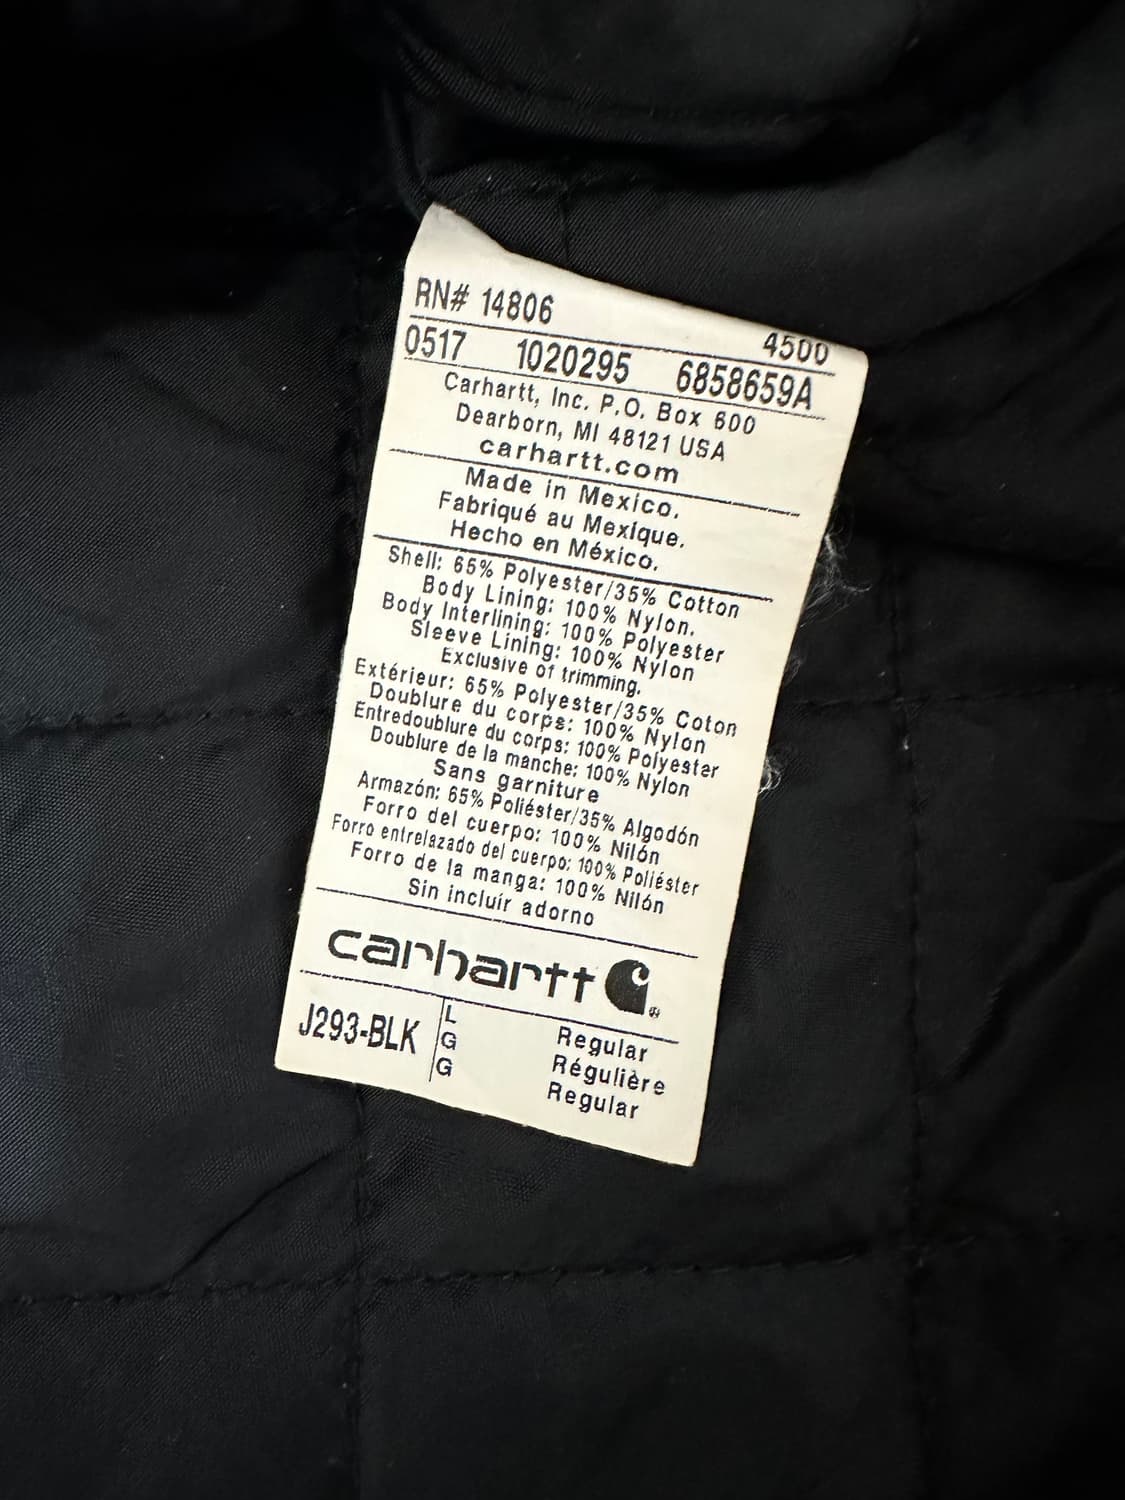 RN# 14806 4500
0517 1020295 6858659A
Carhartt, Inc. P.O. Box 600
Dearborn, MI 48121 USA
carhartt.com
Made in Mexico.
Fabriqué au Mexique.
Hecho en México.
Shell: 65% Polyester/35% Cotton
Body Lining: 100% Nylon.
Body Interlining: 100% Polyester
Sleeve Lining: 100% Nylon
Exclusive of trimming.
Extérieur: 65% Polyester/35% Coton
Doublure du corps: 100% Nylon
Entredoublure du corps: 100% Polyester
Doublure de la manche: 100% Nylon
Sans garniture
Armazón: 65% Poliéster/35% Algodón
Forro del cuerpo: 100% Nilón
Forro entrelazado del cuerpo: 100% Poliéster
Forro de la manga: 100% Nilón
Sin incluír adorno
carhartt ®
J293-BLK L Regular
G Régulière
G Regular